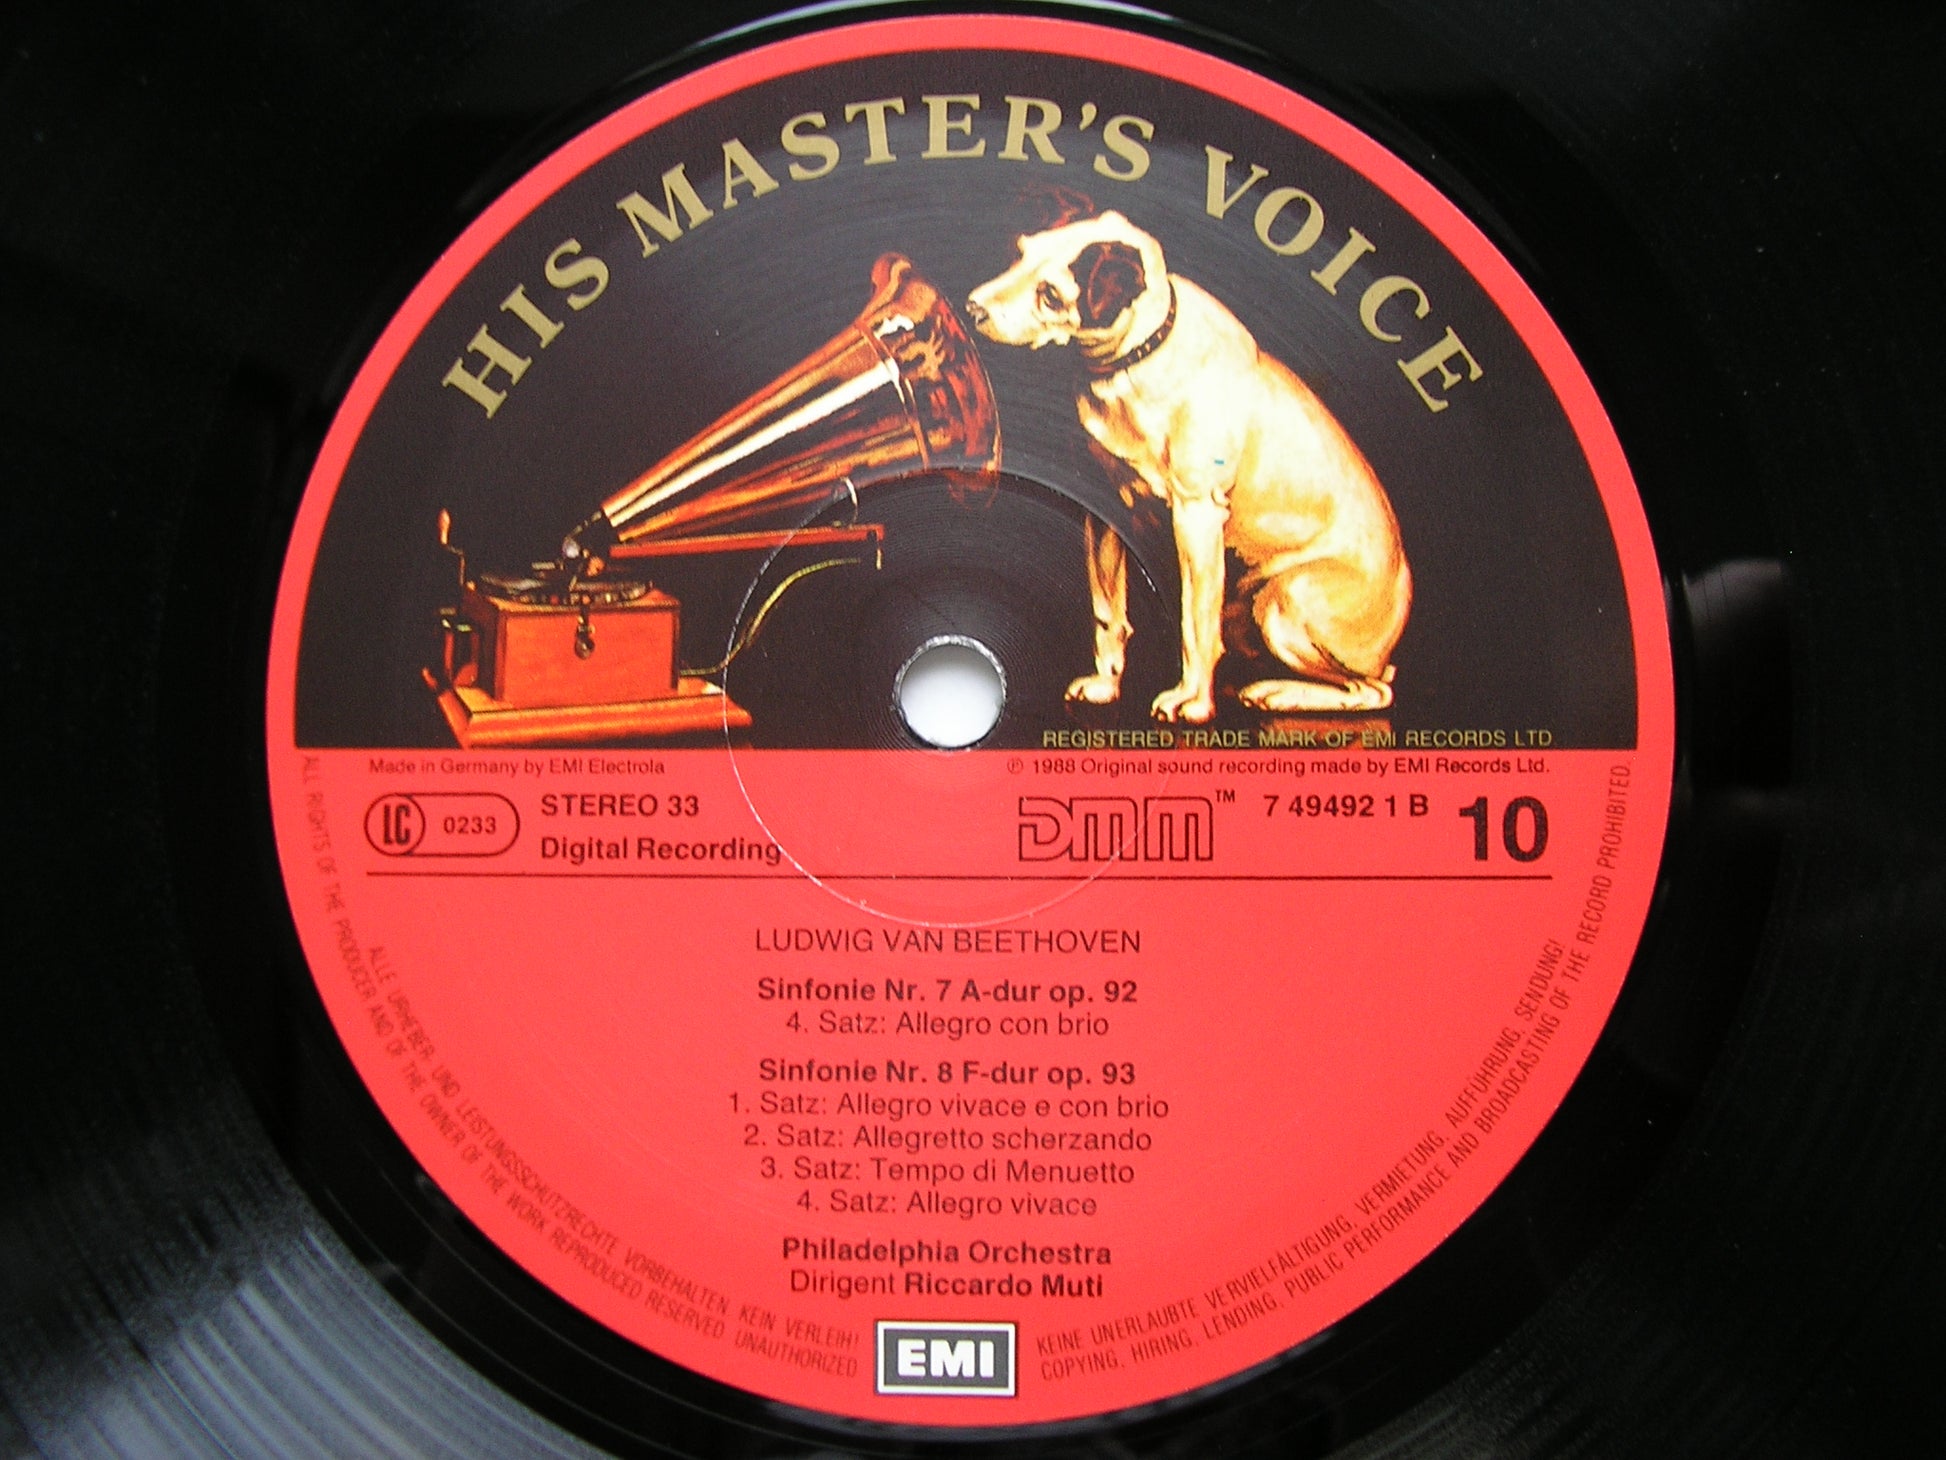 HIS MASTER'S VOICE
REGISTERED TRADE MARK OF EMI RECORDS LTD
Made in Germany by EMI Electrola
℗ 1988 Original sound recording made by EMI Records Ltd.
LC 0233
STEREO 33
Digital Recording
DMM™
7 49492 1 B
10
LUDWIG VAN BEETHOVEN
Sinfonie Nr. 7 A-dur op. 92
4. Satz: Allegro con brio
Sinfonie Nr. 8 F-dur op. 93
1. Satz: Allegro vivace e con brio
2. Satz: Allegretto scherzando
3. Satz: Tempo di Menuetto
4. Satz: Allegro vivace
Philadelphia Orchestra
Dirigent Riccardo Muti
EMI
ALLE URHEBER- UND LEISTUNGSSCHUTZRECHTE VORBEHALTEN. KEIN VERLEIH! KEINE UNERLAUBTE VERVIELFÄLTIGUNG, VERMIETUNG, AUFFÜHRUNG, SENDUNG!
ALL RIGHTS OF THE PRODUCER AND OF THE OWNER OF THE WORK REPRODUCED RESERVED UNAUTHORIZED COPYING, HIRING, LENDING, PUBLIC PERFORMANCE AND BROADCASTING OF THE RECORD PROHIBITED